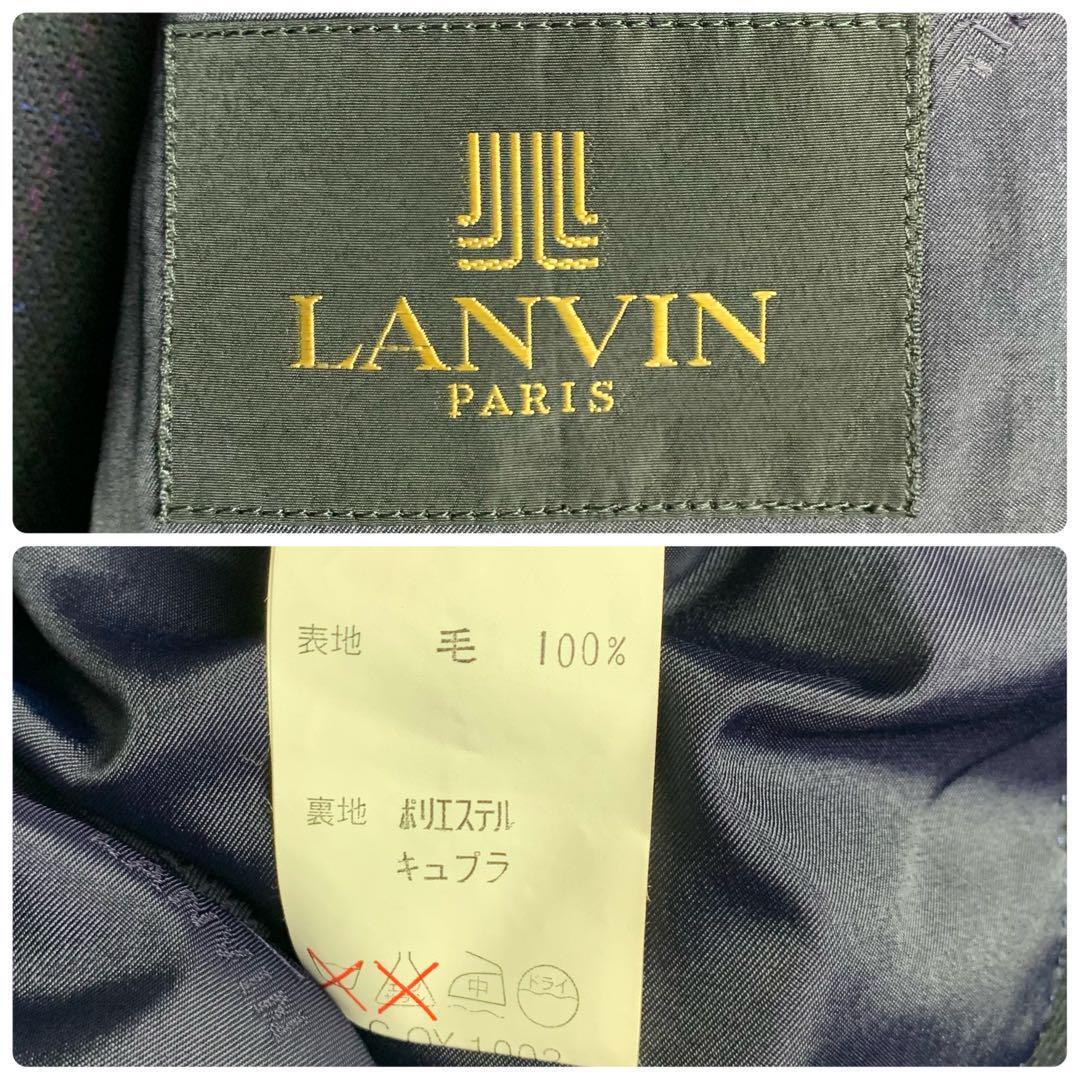 LANVIN
PARIS
表地 毛 100%
裏地 ポリエステル
キュプラ
中 ドライ